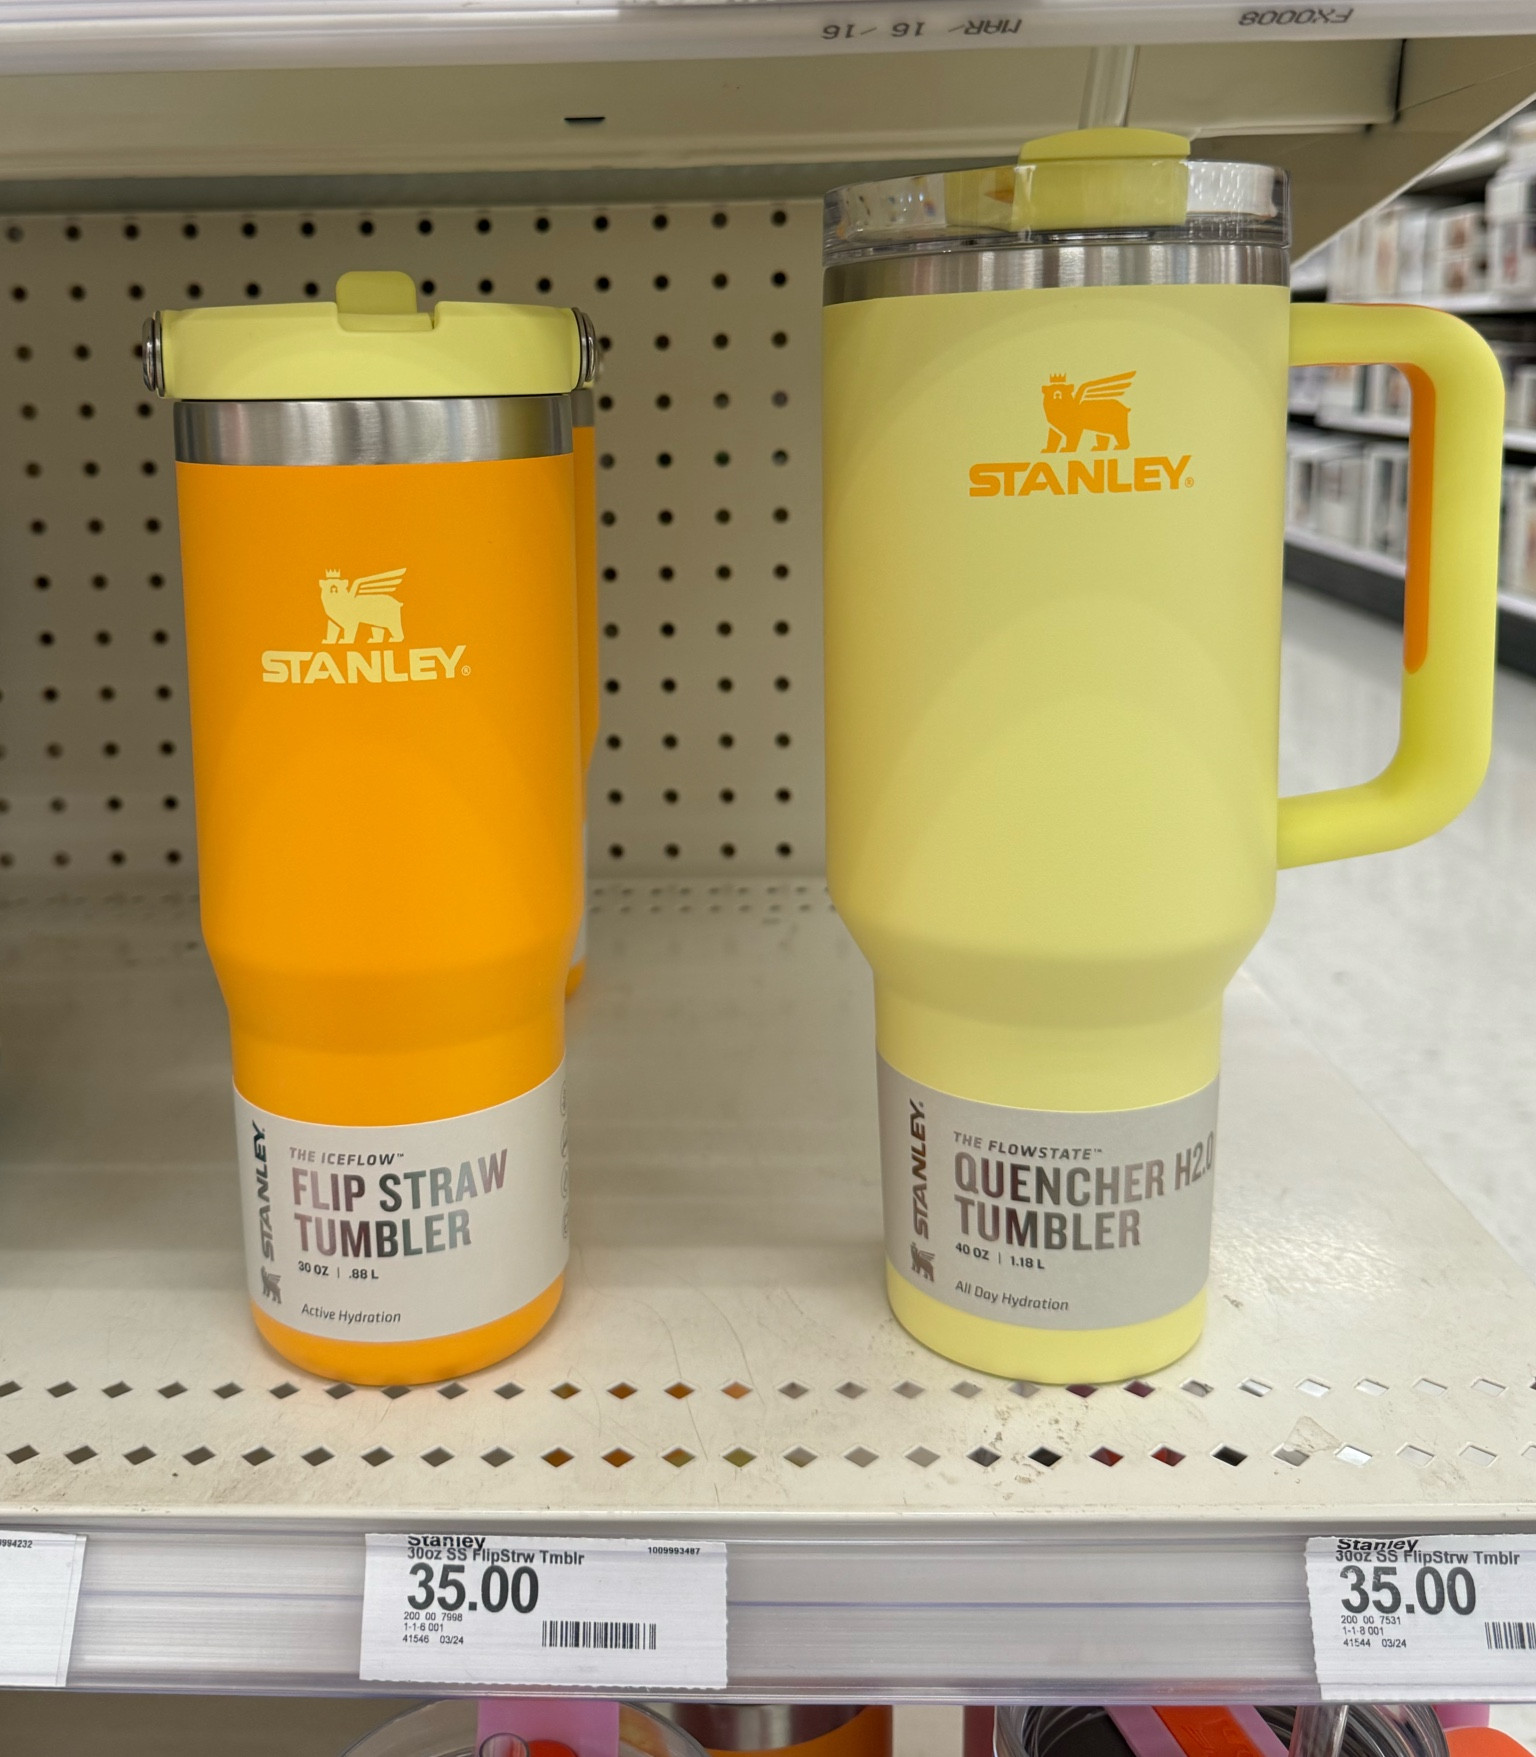 MAR - 16 -16
FX0008
STANLEY®
STANLEY®
STANLEY.
THE ICEFLOW™
FLIP STRAW
TUMBLER
30 OZ | .88 L
Active Hydration
STANLEY.
THE FLOWSTATE™
QUENCHER H2.0
TUMBLER
40 OZ | 1.18 L
All Day Hydration
994232
Stanley
30oz SS FlipStrw Tmblr
1009993487
35.00
200 00 7998
1-1-6 001
41546 03/24
Stanley
30oz SS FlipStrw Tmblr
35.00
200 00 7531
1-1-8 001
41544 03/24